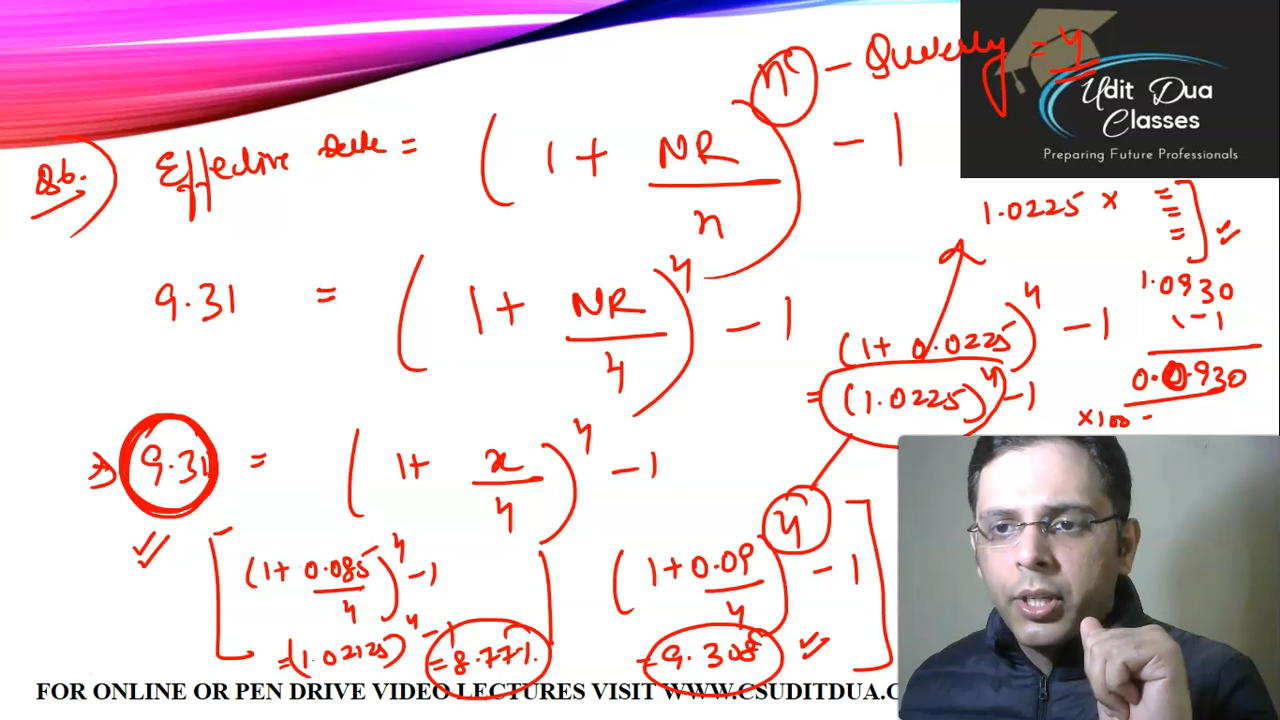 n - Quarterly = 4
Udit Dua
Classes
Preparing Future Professionals
Q6.
Effective Rate = (1 + NR/n)^n - 1
1.0225 ×
9.31 = (1 + NR/4)^4 - 1
(1 + 0.0225)^4 - 1
= (1.0225)^4 - 1
1.0930
- 1
0.0930
×100 =
⇒ 9.31 = (1 + x/4)^4 - 1
(1 + 0.085/4)^4 - 1
= (1.02125)^4 - 1
= 8.77%.
(1 + 0.09/4)^4 - 1
= 9.308
FOR ONLINE OR PEN DRIVE VIDEO LECTURES VISIT WWW.CSUDITDUA.C